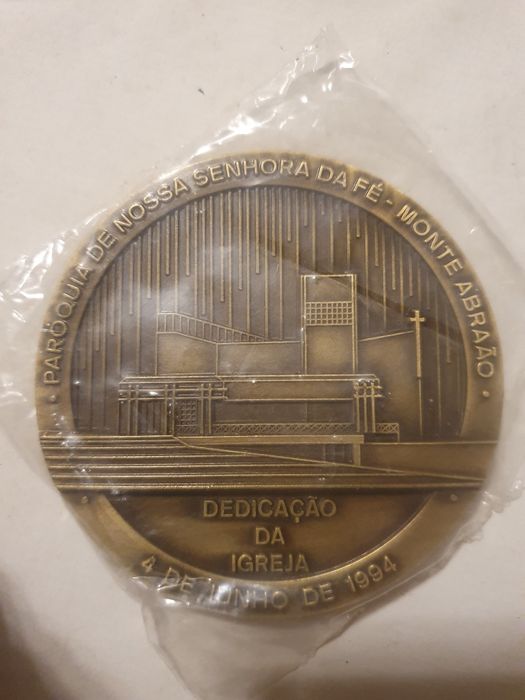 • PARÓQUIA DE NOSSA SENHORA DA FÉ - MONTE ABRAÃO •
DEDICAÇÃO
DA
IGREJA
4 DE JUNHO DE 1994